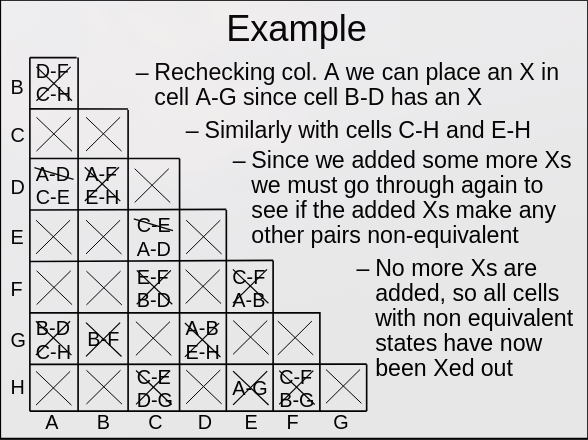 Example
– Rechecking col. A we can place an X in
cell A-G since cell B-D has an X
– Similarly with cells C-H and E-H
– Since we added some more Xs
we must go through again to
see if the added Xs make any
other pairs non-equivalent
– No more Xs are
added, so all cells
with non equivalent
states have now
been Xed out
B
D-F
C-H
C
D
A-D
C-E
A-F
E-H
E
C-E
A-D
F
E-F
B-D
C-F
A-B
G
B-D
C-H
B-F
A-B
E-H
H
C-E
D-G
A-G
C-F
B-G
A B C D E F G